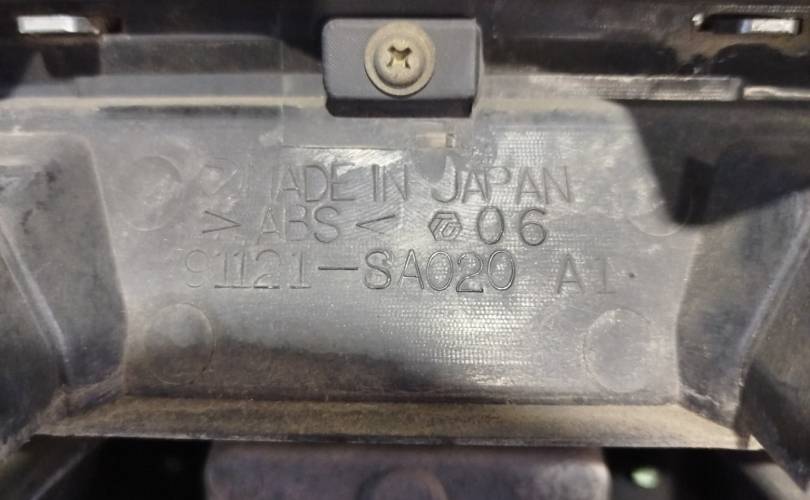 MADE IN JAPAN
>ABS< 06
91121-SA020 A1